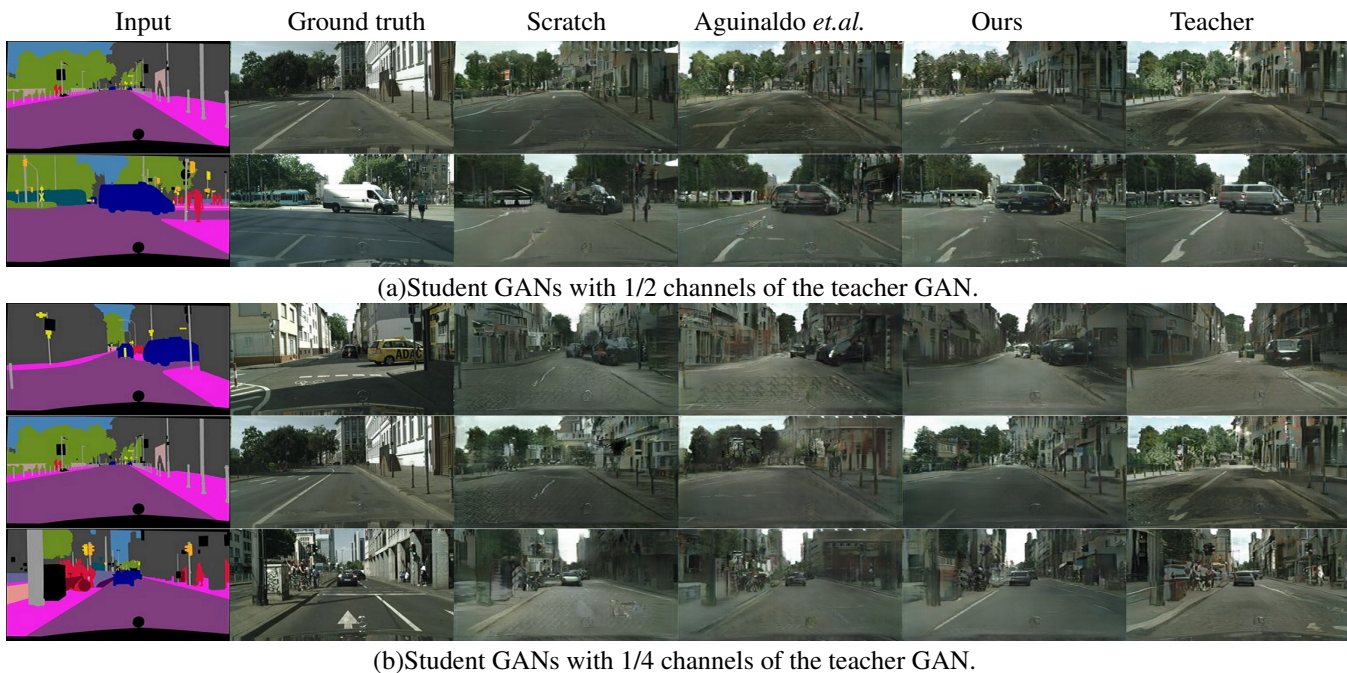 Input Ground truth Scratch Aguinaldo et.al. Ours Teacher
(a)Student GANs with 1/2 channels of the teacher GAN.
ADAC
(b)Student GANs with 1/4 channels of the teacher GAN.